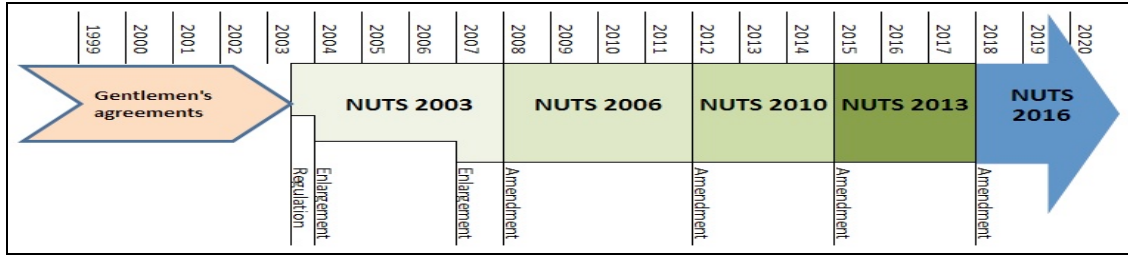 1999
2000
2001
2002
2003
2004
2005
2006
2007
2008
2009
2010
2011
2012
2013
2014
2015
2016
2017
2018
2019
2020
Gentlemen's
agreements
NUTS 2003
NUTS 2006
NUTS 2010
NUTS 2013
NUTS
2016
Regulation
Enlargement
Enlargement
Amendment
Amendment
Amendment
Amendment